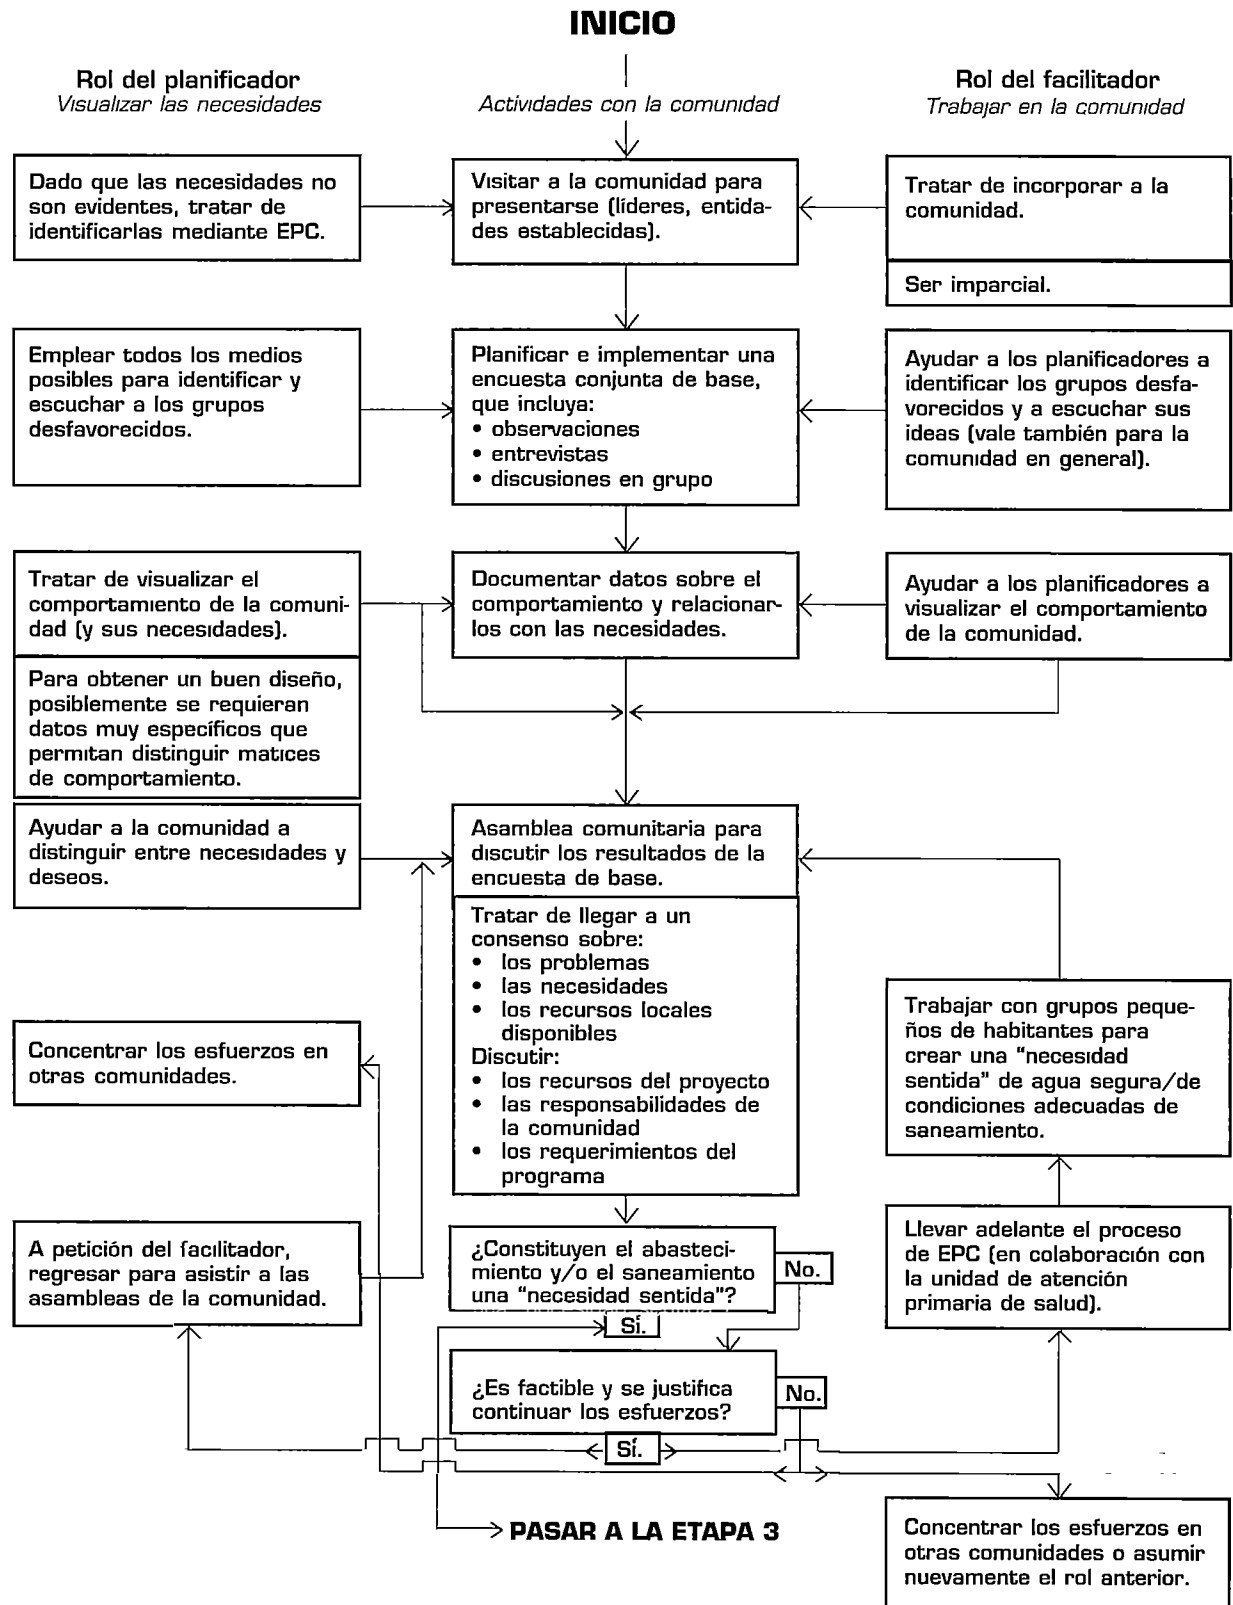 INICIO
Rol del planificador
Visualizar las necesidades
Actividades con la comunidad
Rol del facilitador
Trabajar en la comunidad
Dado que las necesidades no
son evidentes, tratar de
identificarlas mediante EPC.
Visitar a la comunidad para
presentarse (líderes, entida-
des establecidas).
Tratar de incorporar a la
comunidad.
Ser imparcial.
Emplear todos los medios
posibles para identificar y
escuchar a los grupos
desfavorecidos.
Planificar e implementar una
encuesta conjunta de base,
que incluya:
• observaciones
• entrevistas
• discusiones en grupo
Ayudar a los planificadores a
identificar los grupos desfa-
vorecidos y a escuchar sus
ideas (vale también para la
comunidad en general).
Tratar de visualizar el
comportamiento de la comuni-
dad (y sus necesidades).
Para obtener un buen diseño,
posiblemente se requieran
datos muy específicos que
permitan distinguir matices
de comportamiento.
Documentar datos sobre el
comportamiento y relacionar-
los con las necesidades.
Ayudar a los planificadores a
visualizar el comportamiento
de la comunidad.
Ayudar a la comunidad a
distinguir entre necesidades y
deseos.
Asamblea comunitaria para
discutir los resultados de la
encuesta de base.
Tratar de llegar a un
consenso sobre:
• los problemas
• las necesidades
• los recursos locales
disponibles
Discutir:
• los recursos del proyecto
• las responsabilidades de
la comunidad
• los requerimientos del
programa
Concentrar los esfuerzos en
otras comunidades.
Trabajar con grupos peque-
ños de habitantes para
crear una "necesidad
sentida" de agua segura/de
condiciones adecuadas de
saneamiento.
A petición del facilitador,
regresar para asistir a las
asambleas de la comunidad.
¿Constituyen el abasteci-
miento y/o el saneamiento
una "necesidad sentida"?
No.
Sí.
Llevar adelante el proceso
de EPC (en colaboración con
la unidad de atención
primaria de salud).
¿Es factible y se justifica
continuar los esfuerzos?
No.
Sí.
PASAR A LA ETAPA 3
Concentrar los esfuerzos en
otras comunidades o asumir
nuevamente el rol anterior.